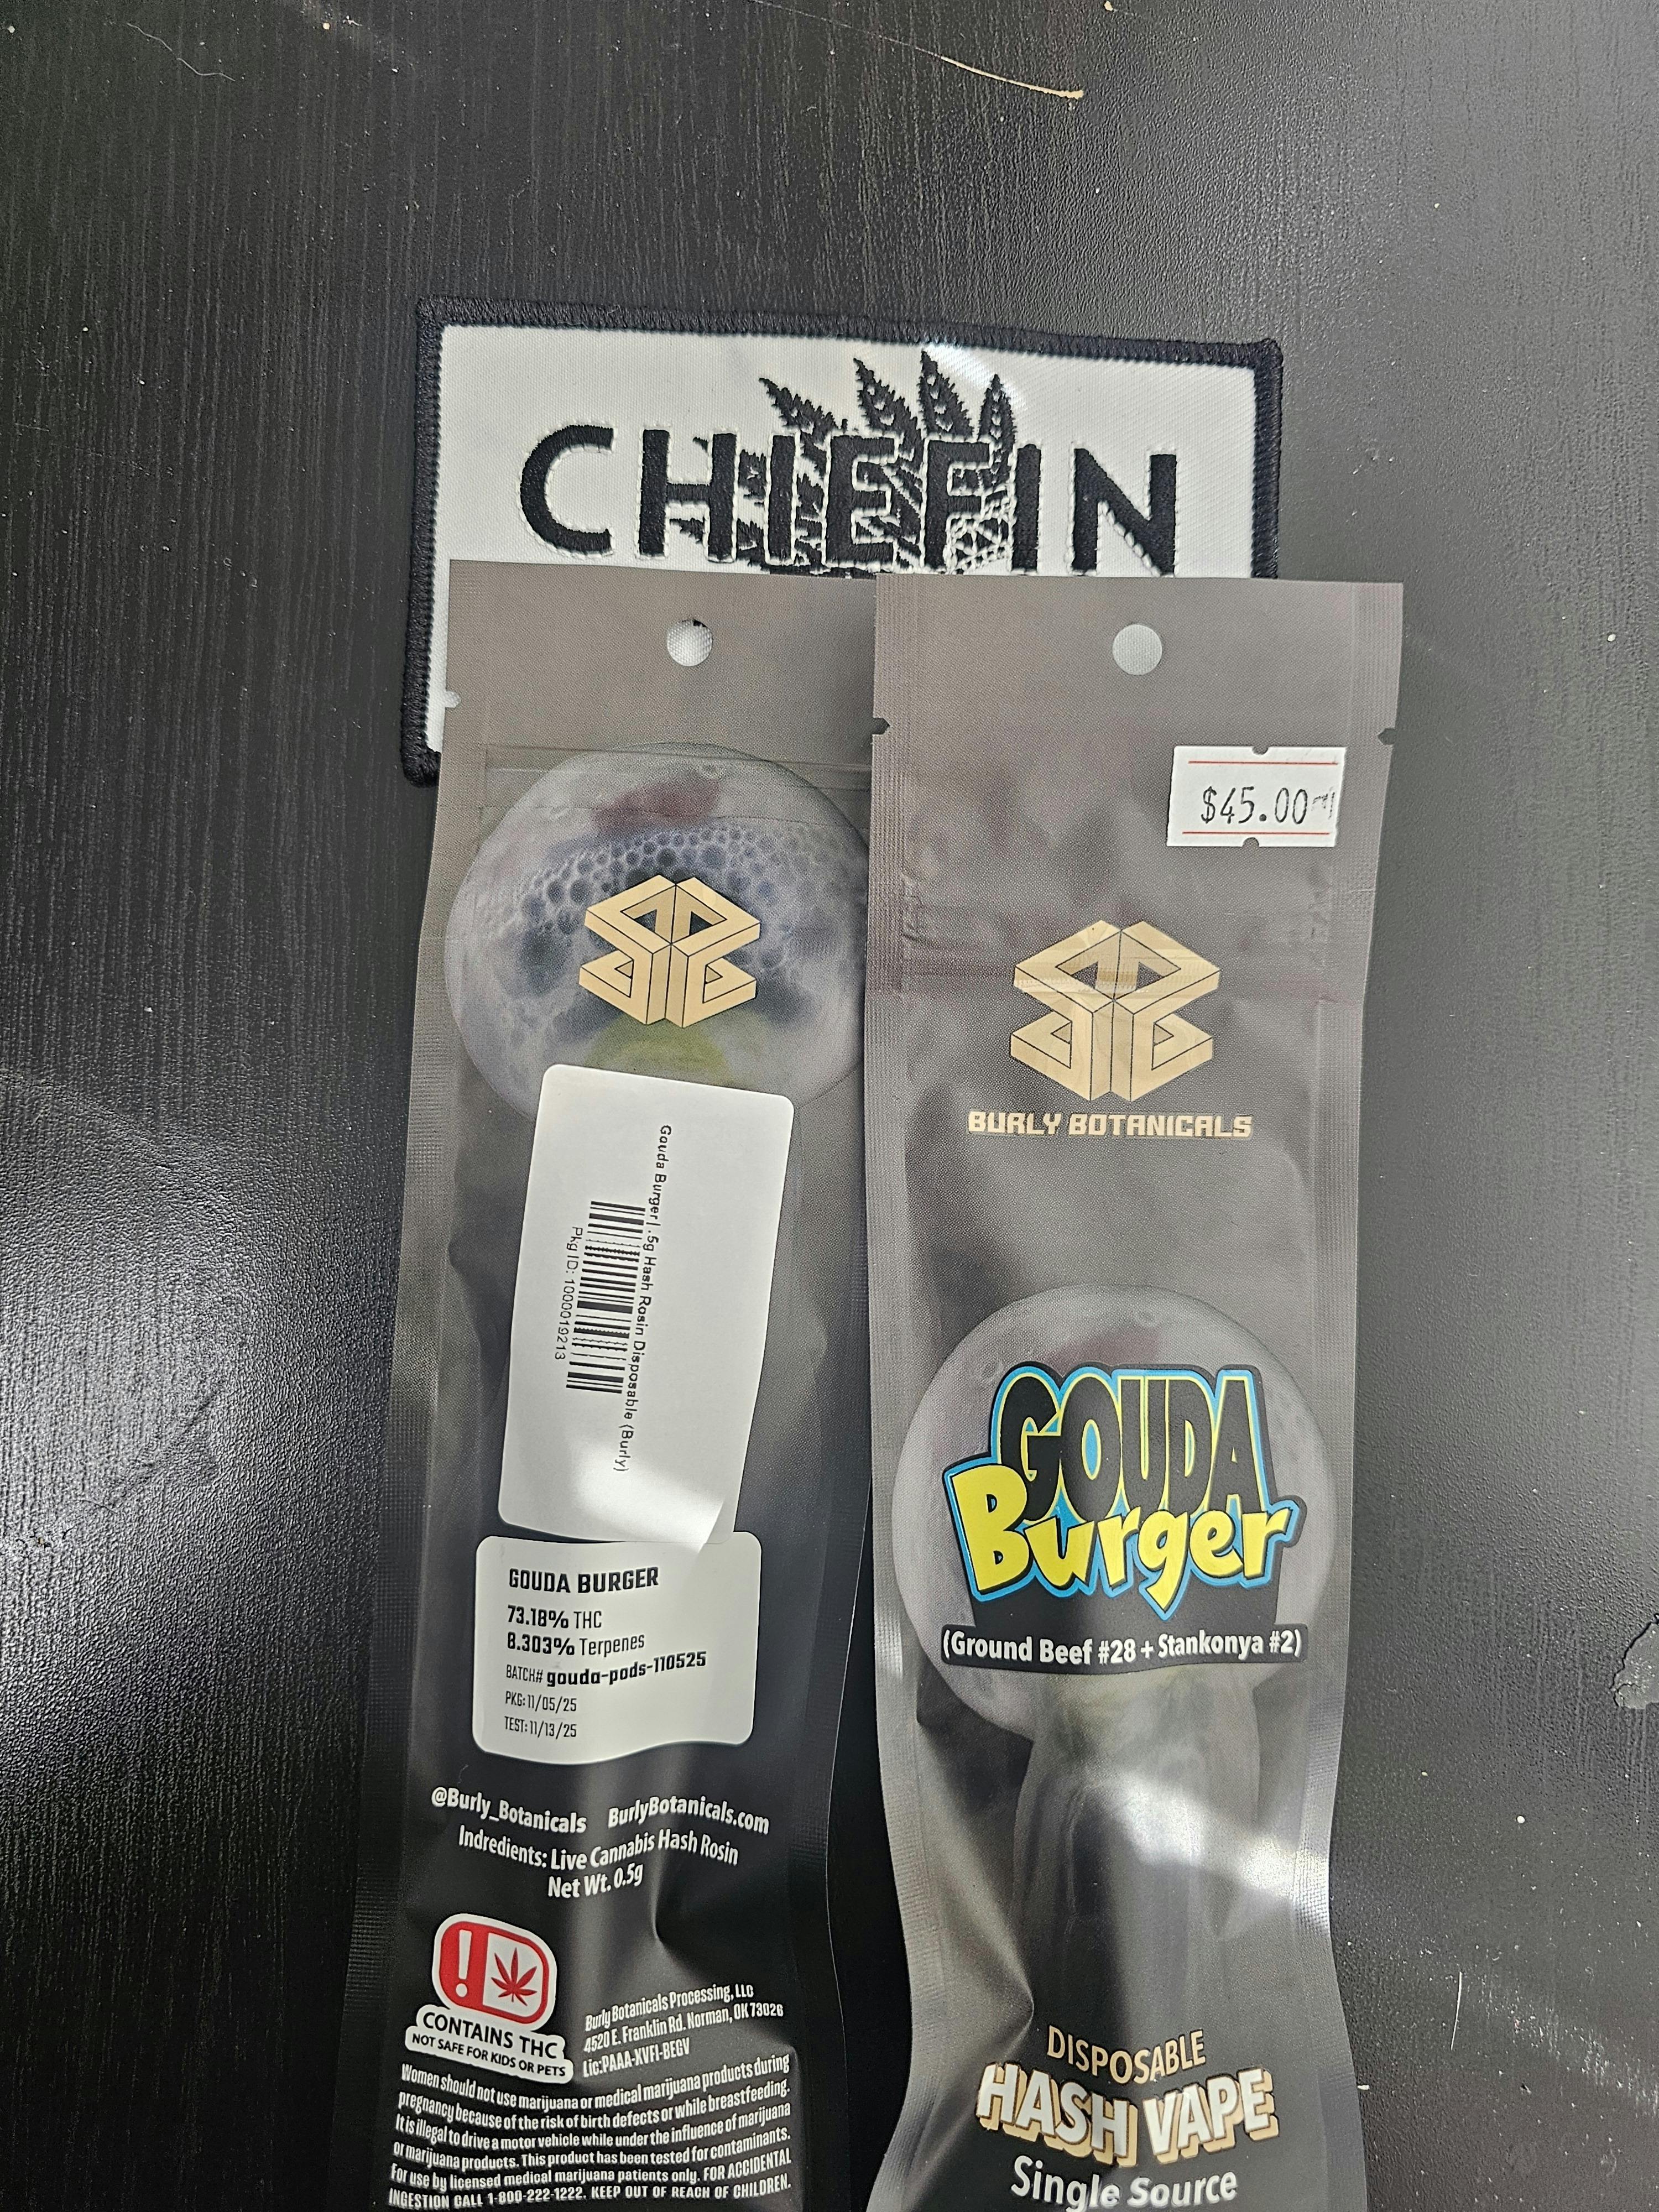 CHIEFIN
Gouda Burger | .5g Hash Rosin Disposable (Burly)
Pkg ID: 1000019213
GOUDA BURGER
73.18% THC
8.303% Terpenes
BATCH# gouda-pods-110525
PKG: 11/05/25
TEST: 11/13/25
@Burly_Botanicals BurlyBotanicals.com
Indredients: Live Cannabis Hash Rosin
Net Wt. 0.5g
!
CONTAINS THC
NOT SAFE FOR KIDS OR PETS
Burly Botanicals Processing, LLC
4520 E. Franklin Rd. Norman, OK 73026
Lic: PAAA-XVFI-BEGV
Women should not use marijuana or medical marijuana products during
pregnancy because of the risk of birth defects or while breastfeeding.
It is illegal to drive a motor vehicle while under the influence of marijuana
or marijuana products. This product has been tested for contaminants.
For use by licensed medical marijuana patients only. FOR ACCIDENTAL
INGESTION CALL 1-800-222-1222. KEEP OUT OF REACH OF CHILDREN.
$45.00
BURLY BOTANICALS
GOUDA
Burger
(Ground Beef #28 + Stankonya #2)
DISPOSABLE
HASH VAPE
Single Source